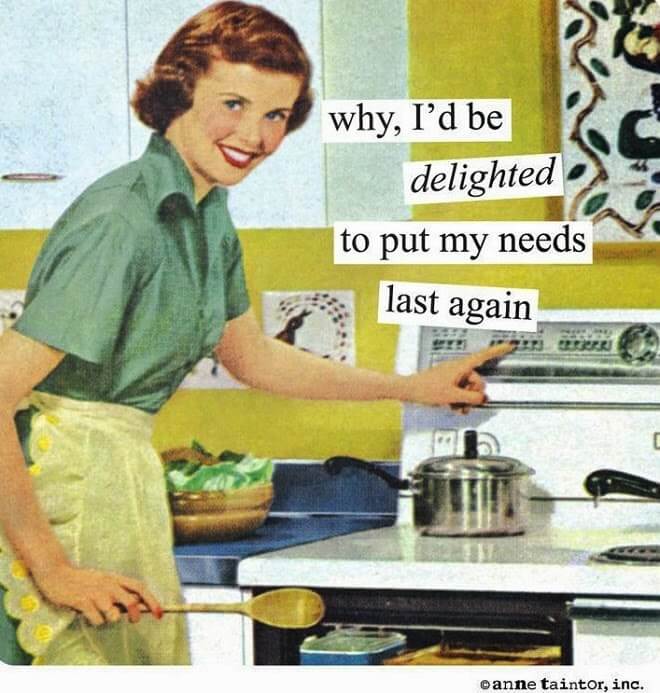 why, I'd be
delighted
to put my needs
last again
©anne taintor, inc.